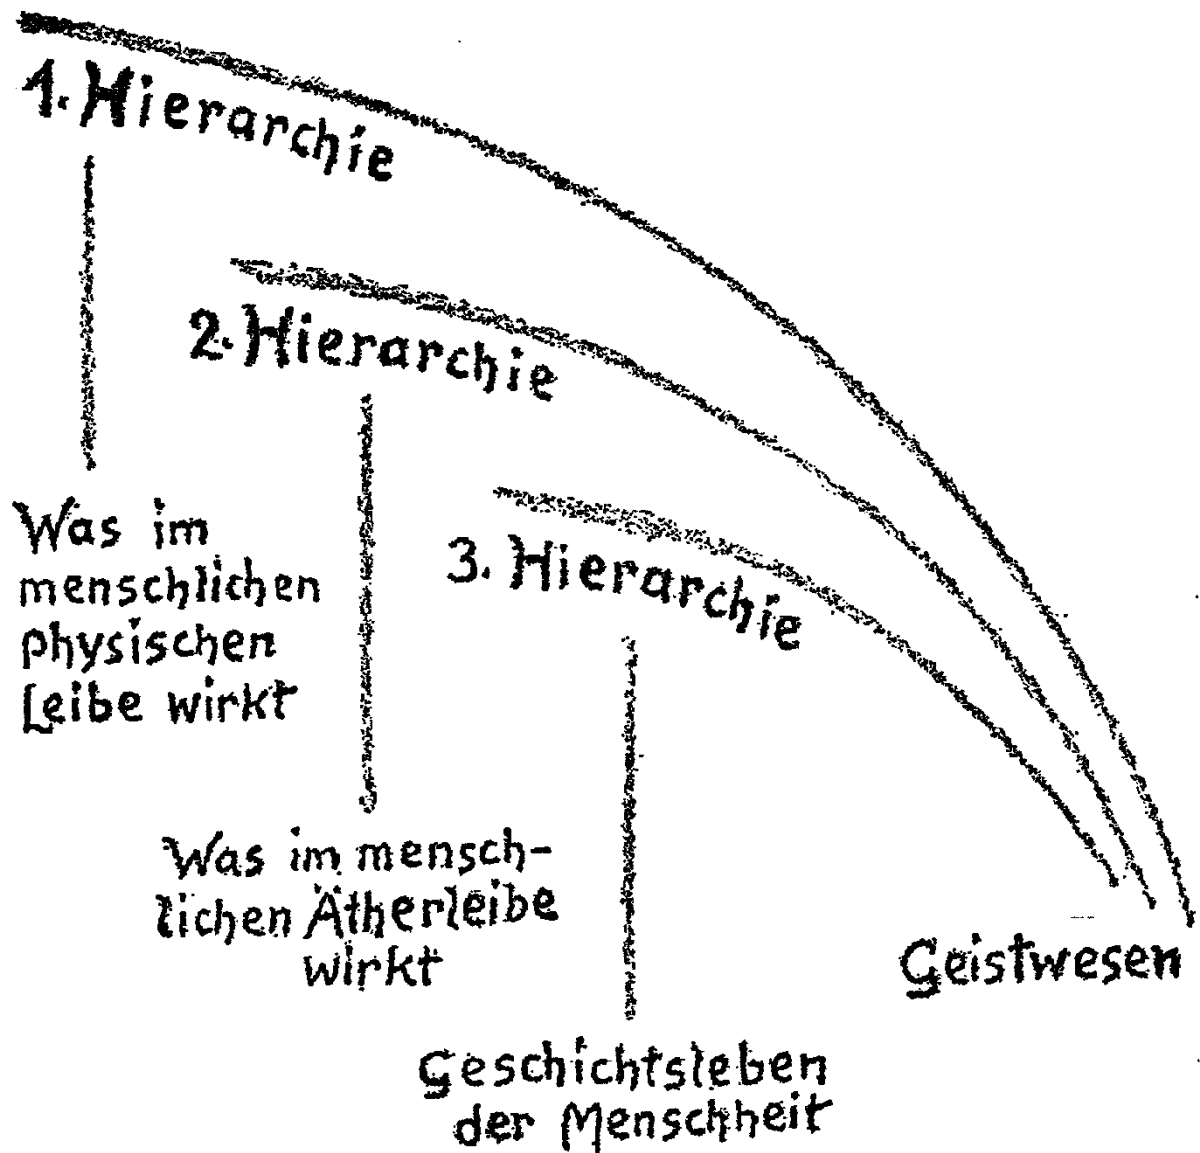 1. Hierarchie
2. Hierarchie
3. Hierarchie
Was im
menschlichen
physischen
Leibe wirkt
Was im mensch-
lichen Ätherleibe
wirkt
Geistwesen
Geschichtsleben
der Menschheit